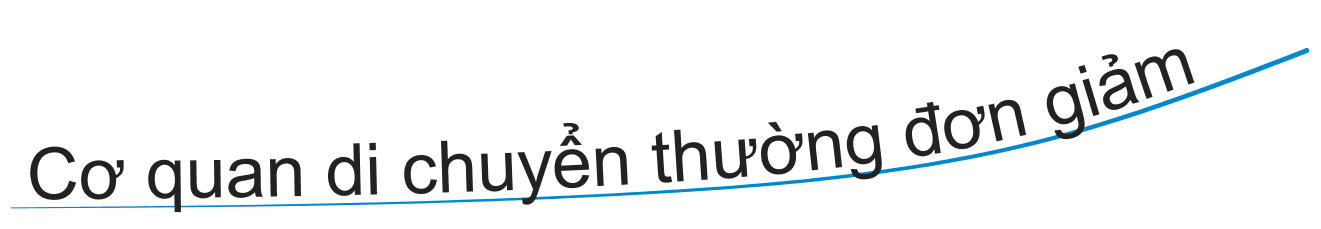 Cơ quan di chuyển thường đơn giảm